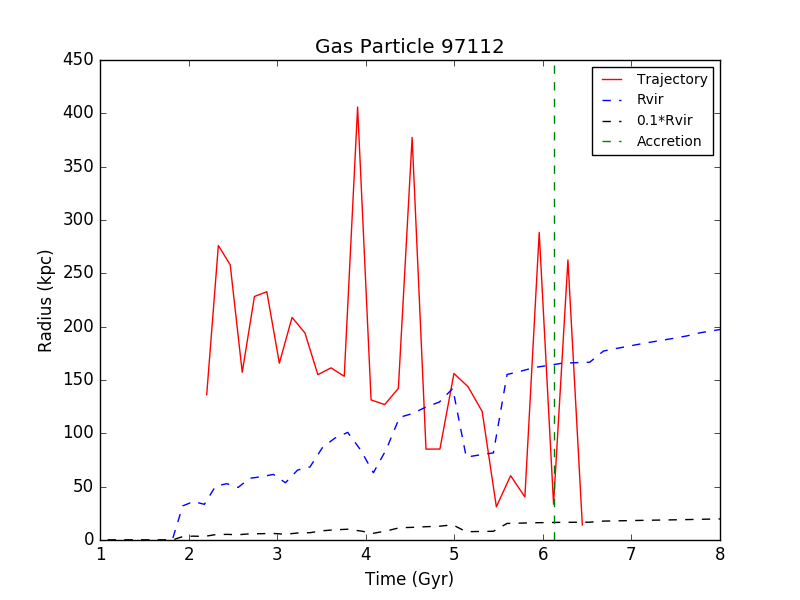 Gas Particle 97112
450
400
350
300
250
200
150
100
50
0
Radius (kpc)
Trajectory
Rvir
0.1*Rvir
Accretion
1 2 3 4 5 6 7 8
Time (Gyr)